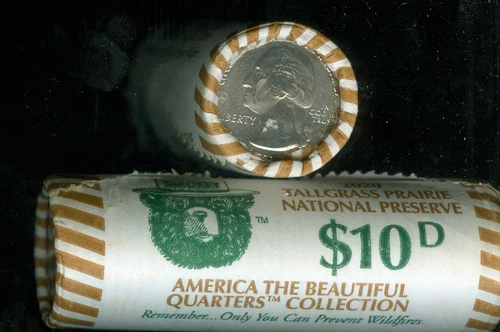 LIBERTY
SMOKEY
2020
TALLGRASS PRAIRIE
NATIONAL PRESERVE
TM
$10 D
AMERICA THE BEAUTIFUL
QUARTERS™ COLLECTION
Remember... Only You Can Prevent Wildfires.